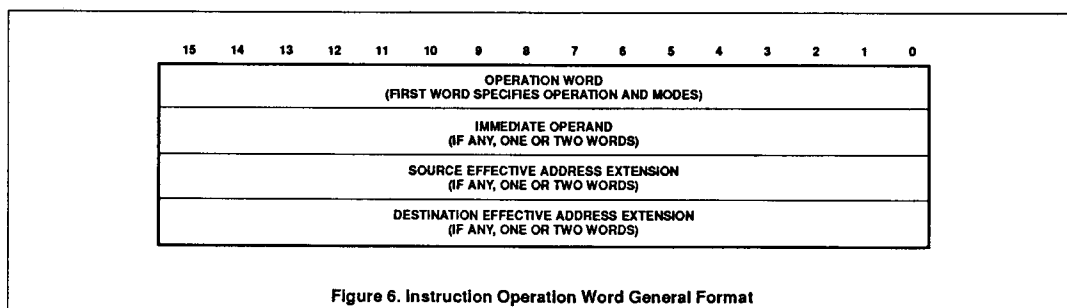 15 14 13 12 11 10 9 8 7 6 5 4 3 2 1 0
OPERATION WORD
(FIRST WORD SPECIFIES OPERATION AND MODES)
IMMEDIATE OPERAND
(IF ANY, ONE OR TWO WORDS)
SOURCE EFFECTIVE ADDRESS EXTENSION
(IF ANY, ONE OR TWO WORDS)
DESTINATION EFFECTIVE ADDRESS EXTENSION
(IF ANY, ONE OR TWO WORDS)
Figure 6. Instruction Operation Word General Format